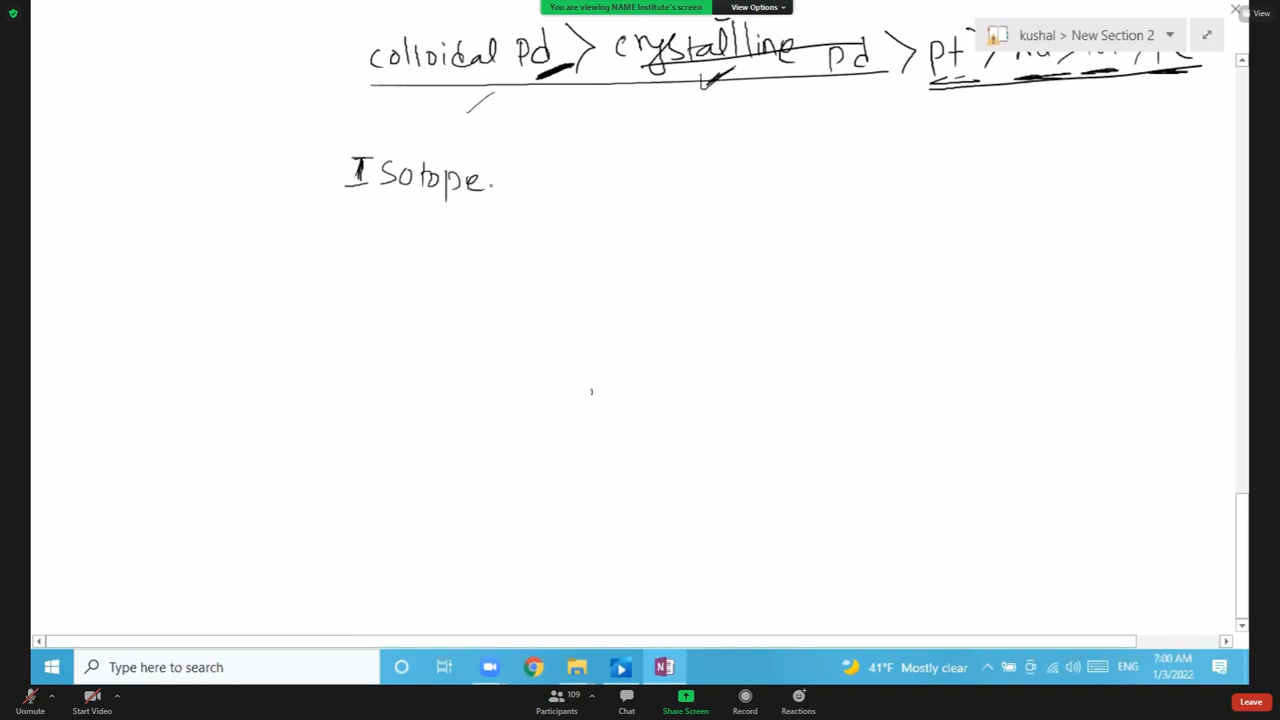 You are viewing NAME Institute's screen View Options
View
kushal > New Section 2
colloidal Pd > crystalline Pd > pt >
Isotope.
Type here to search
41°F Mostly clear
ENG
7:00 AM
1/3/2022
Unmute
Start Video
109
Participants
Chat
Share Screen
Record
Reactions
Leave